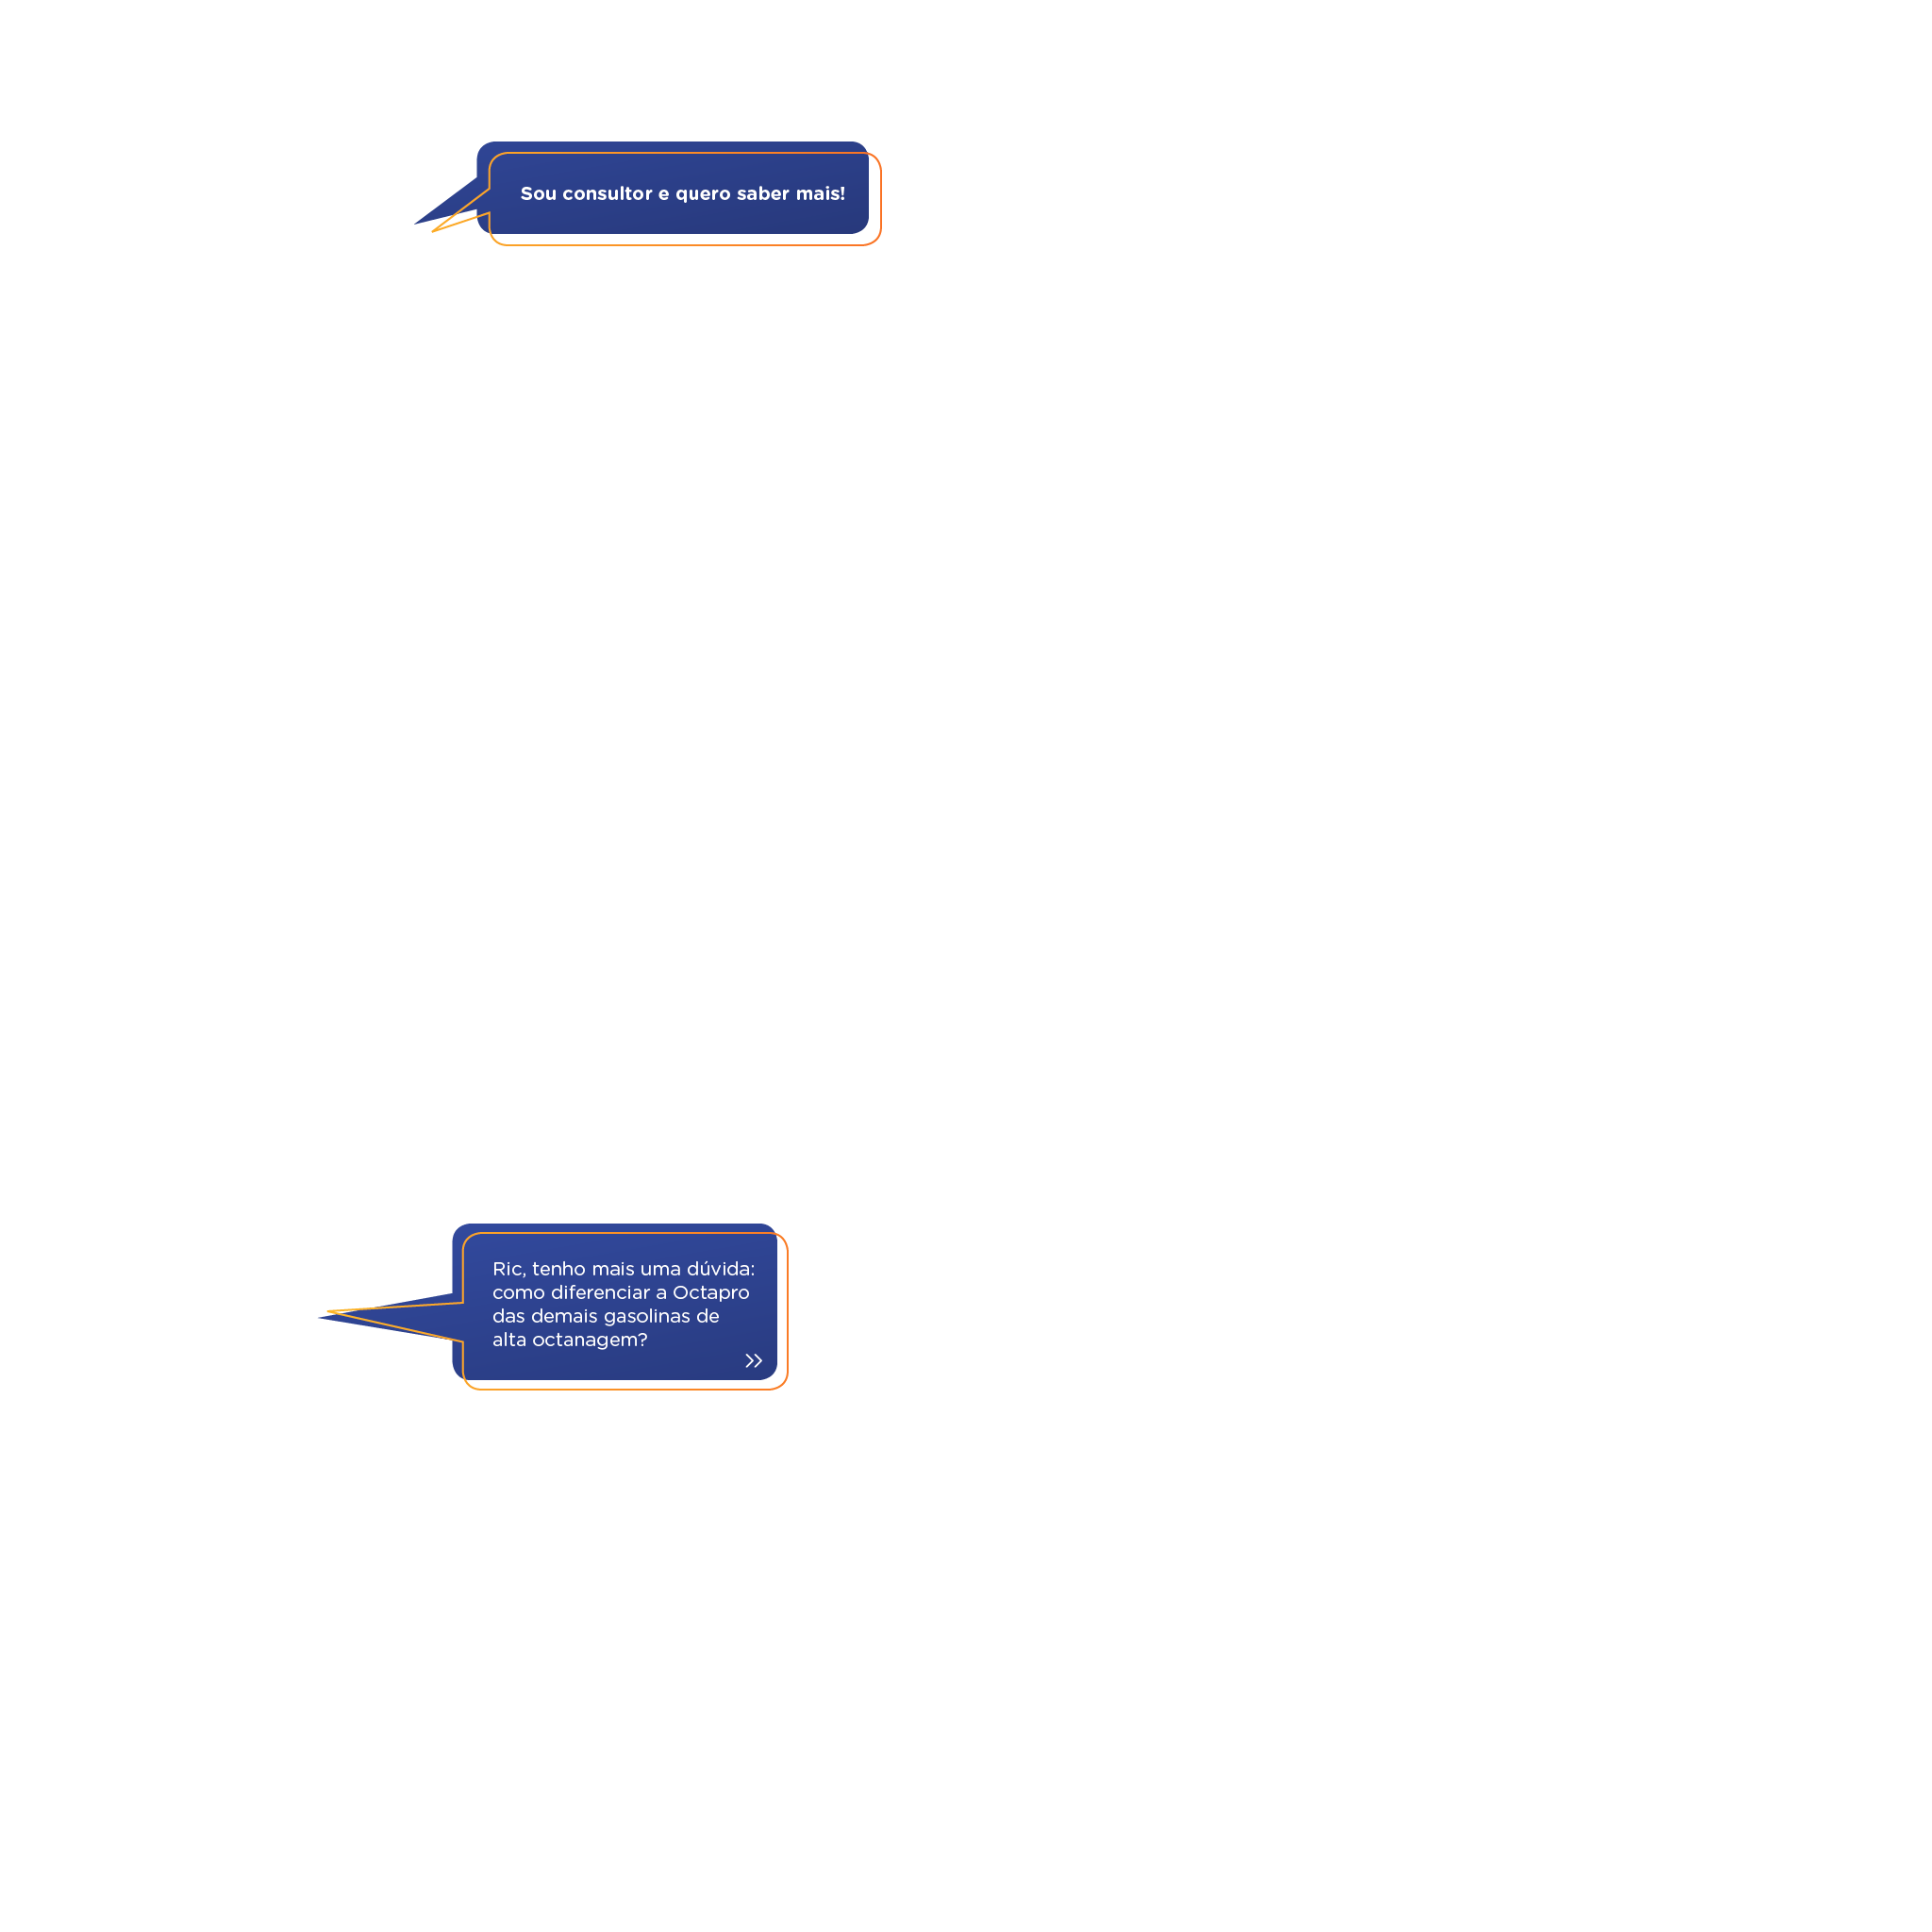 Sou consultor e quero saber mais!
Ric, tenho mais uma dúvida:
como diferenciar a Octapro
das demais gasolinas de
alta octanagem?